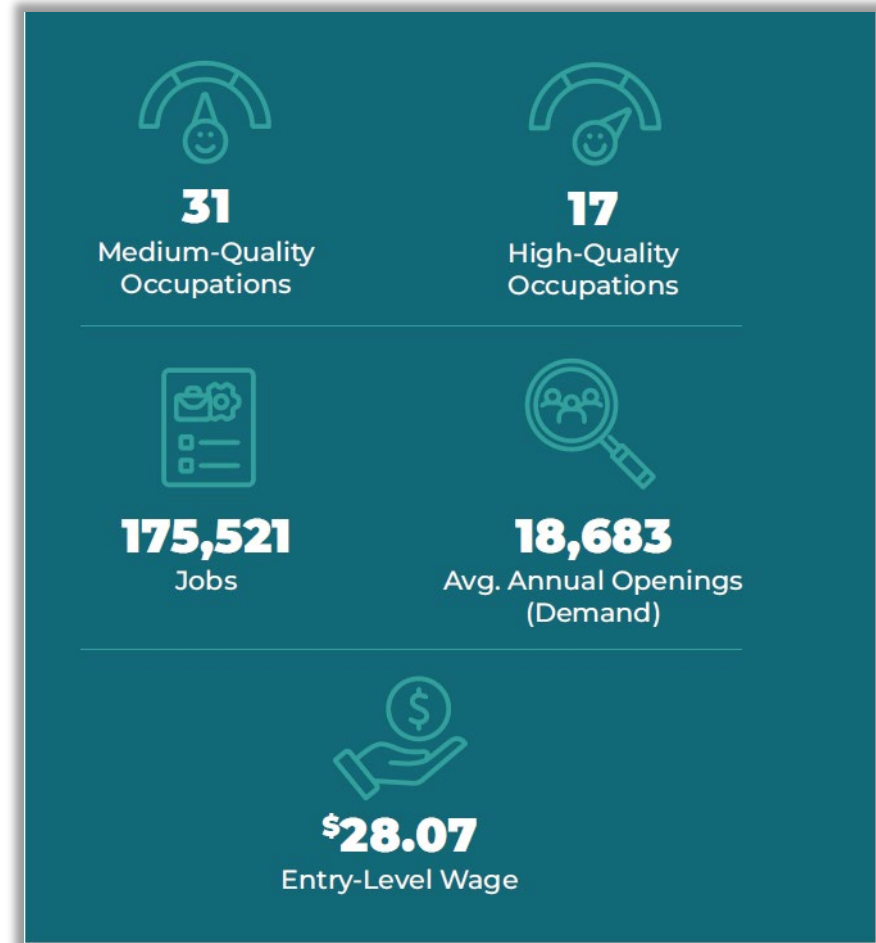 31
Medium-Quality
Occupations
17
High-Quality
Occupations
175,521
Jobs
18,683
Avg. Annual Openings
(Demand)
$28.07
Entry-Level Wage